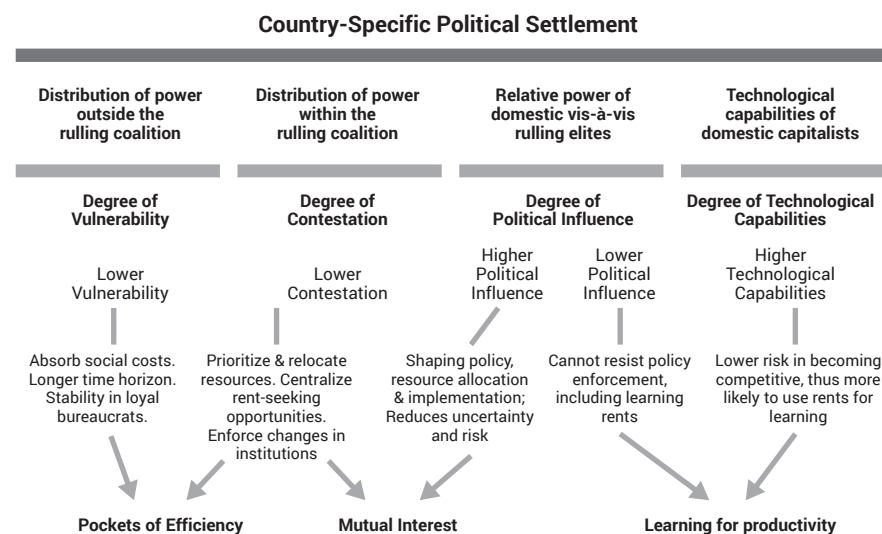 Country-Specific Political Settlement
Distribution of power
outside the
rulling coalition
Distribution of power
within the
rulling coalition
Relative power of
domestic vis-à-vis
rulling elites
Technological
capabilities of
domestic capitalists
Degree of
Vulnerability
Degree of
Contestation
Degree of
Political Influence
Degree of Technological
Capabilities
Lower
Vulnerability
Lower
Contestation
Higher
Political
Influence
Lower
Political
Influence
Higher
Technological
Capabilities
Absorb social costs.
Longer time horizon.
Stability in loyal
bureaucrats.
Prioritize & relocate
resources. Centralize
rent-seeking
opportunities.
Enforce changes in
institutions
Shaping policy,
resource allocation
& implementation;
Reduces uncertainty
and risk
Cannot resist policy
enforcement,
including learning
rents
Lower risk in becoming
competitive, thus more
likely to use rents for
learning
Pockets of Efficiency
Mutual Interest
Learning for productivity